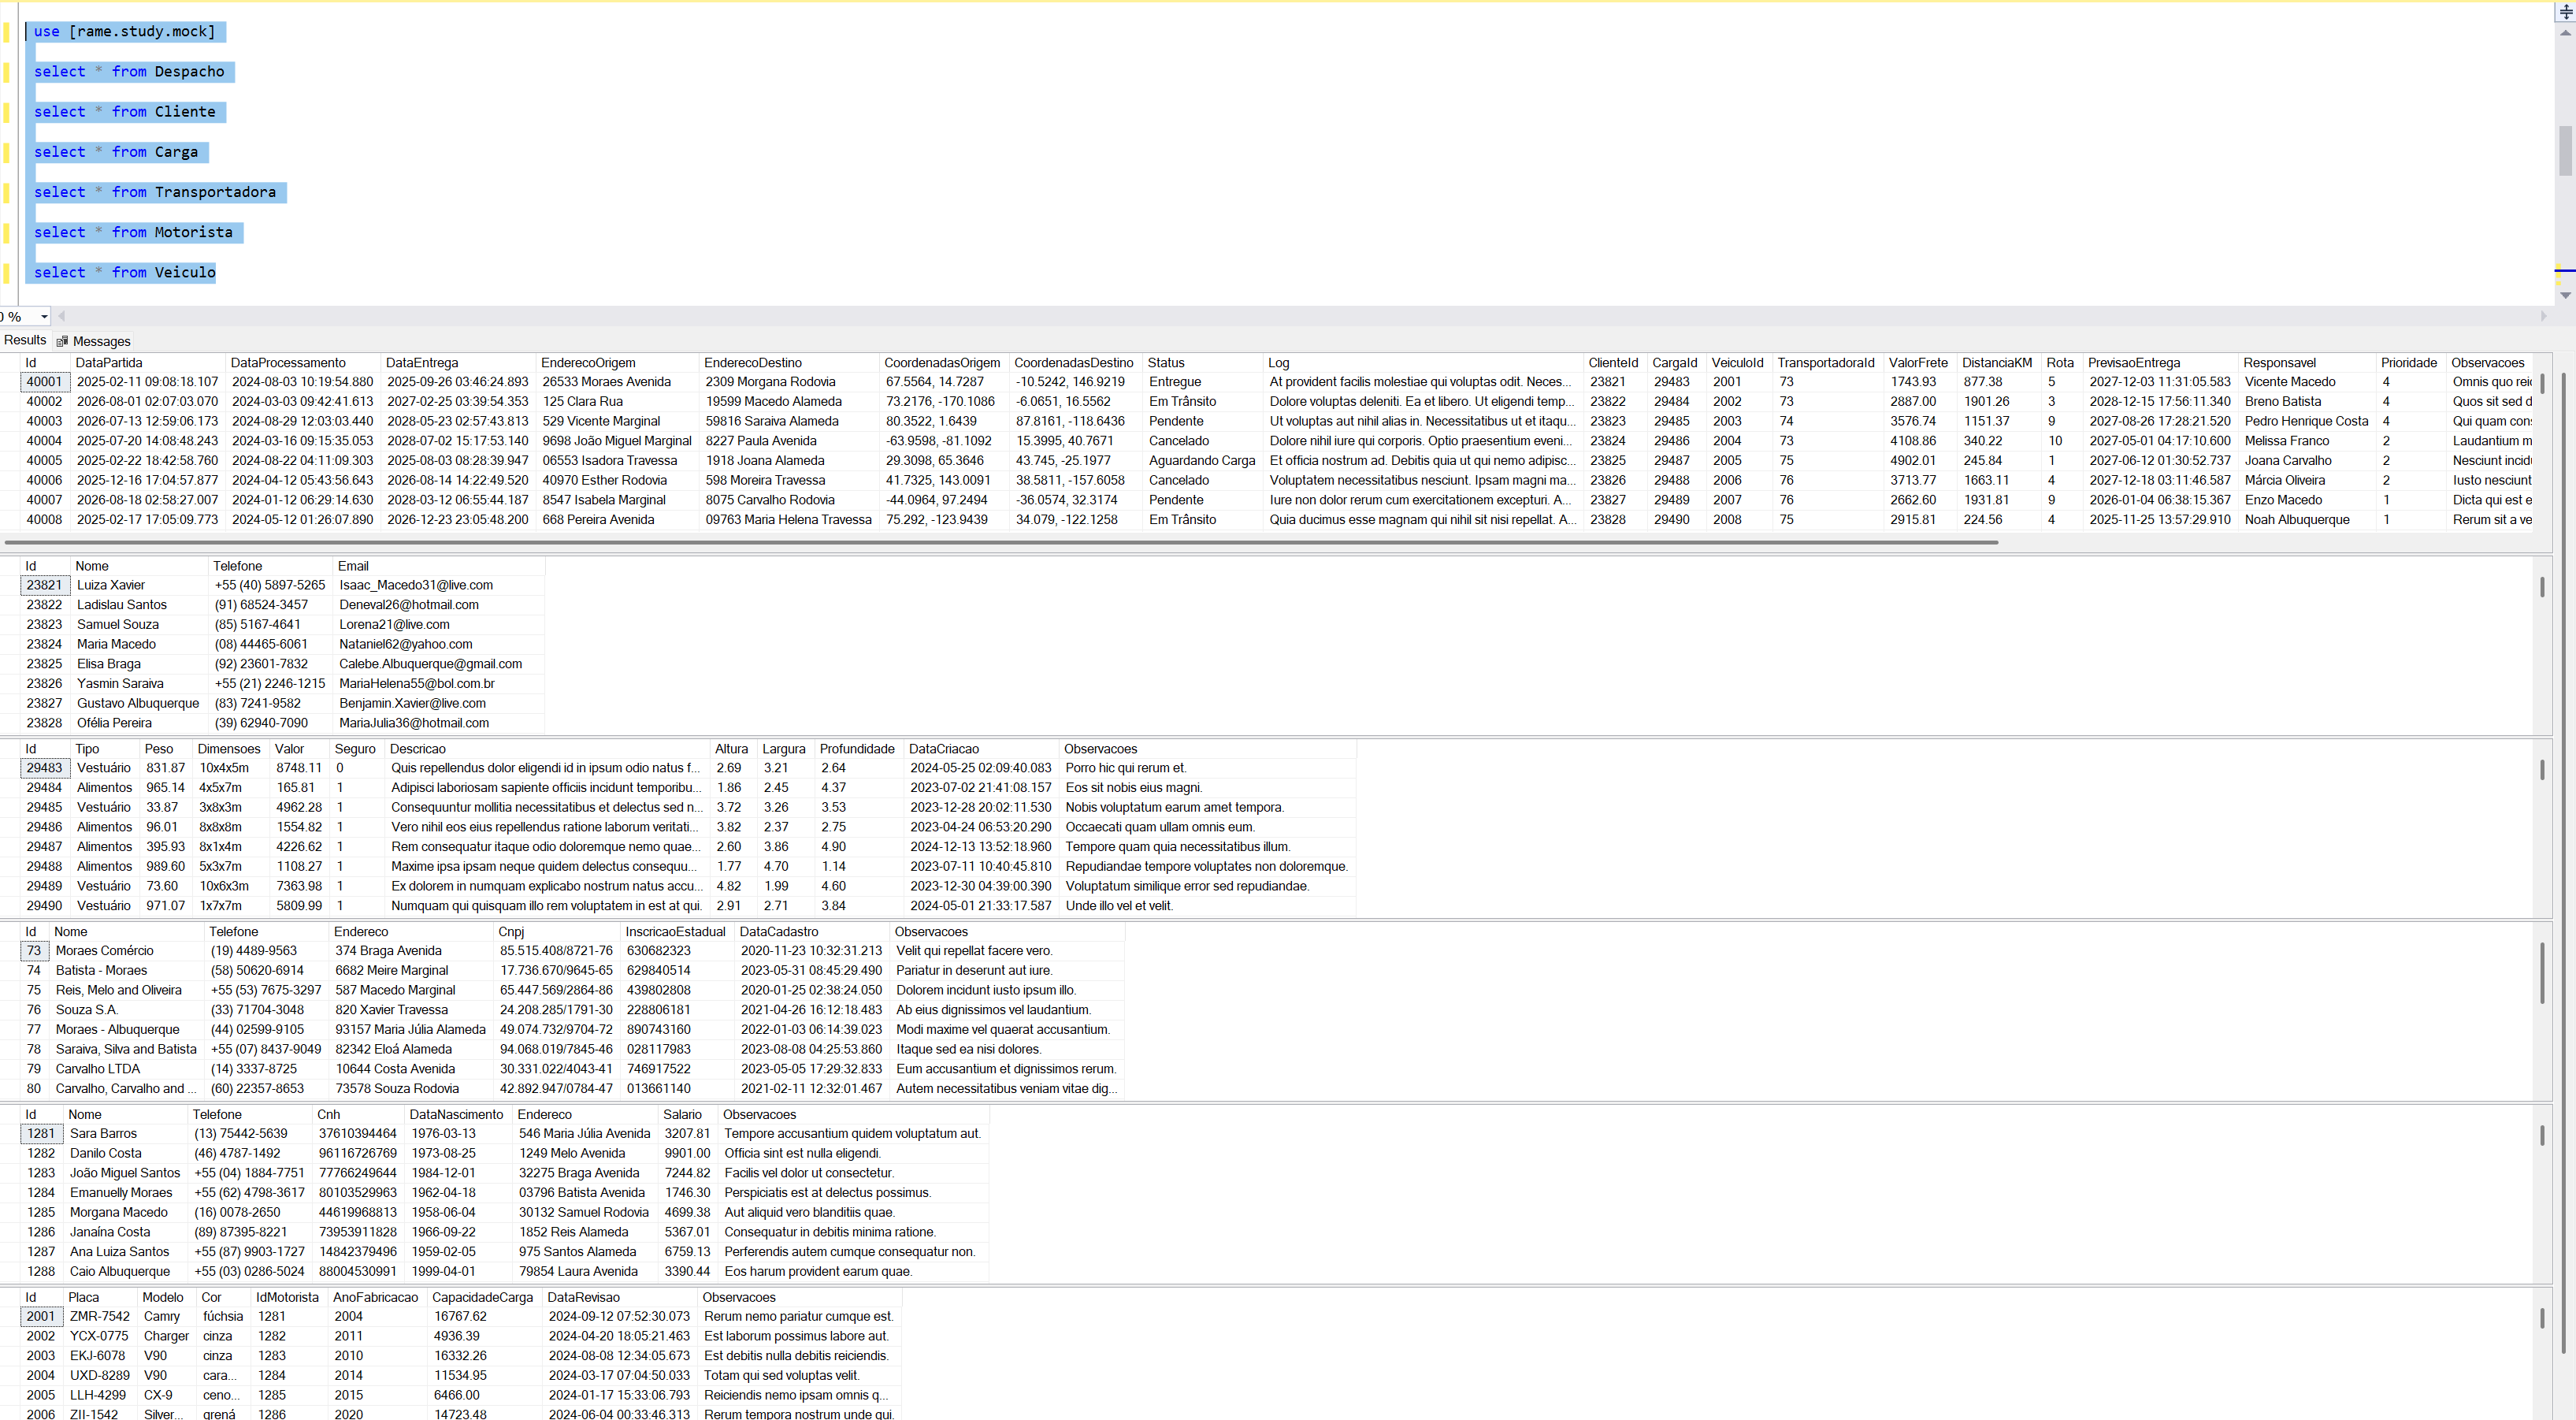 use [rame.study.mock]
select * from Despacho
select * from Cliente
select * from Carga
select * from Transportadora
select * from Motorista
select * from Veiculo
0 %
Results Messages
Id DataPartida DataProcessamento DataEntrega EnderecoOrigem EnderecoDestino CoordenadasOrigem CoordenadasDestino Status Log ClienteId CargaId VeiculoId TransportadoraId ValorFrete DistanciaKM Rota PrevisaoEntrega Responsavel Prioridade Observacoes
40001 2025-02-11 09:08:18.107 2024-08-03 10:19:54.880 2025-09-26 03:46:24.893 26533 Moraes Avenida 2309 Morgana Rodovia 67.5564, 14.7287 -10.5242, 146.9219 Entregue At provident facilis molestiae qui voluptas odit. Neces... 23821 29483 2001 73 1743.93 877.38 5 2027-12-03 11:31:05.583 Vicente Macedo 4 Omnis quo reic
40002 2026-08-01 02:07:03.070 2024-03-03 09:42:41.613 2027-02-25 03:39:54.353 125 Clara Rua 19599 Macedo Alameda 73.2176, -170.1086 -6.0651, 16.5562 Em Trânsito Dolore voluptas deleniti. Ea et libero. Ut eligendi temp... 23822 29484 2002 73 2887.00 1901.26 3 2028-12-15 17:56:11.340 Breno Batista 4 Quos sit sed d
40003 2026-07-13 12:59:06.173 2024-08-29 12:03:03.440 2028-05-23 02:57:43.813 529 Vicente Marginal 59816 Saraiva Alameda 80.3522, 1.6439 87.8161, -118.6436 Pendente Ut voluptas aut nihil alias in. Necessitatibus ut et itaqu... 23823 29485 2003 74 3576.74 1151.37 9 2027-08-26 17:28:21.520 Pedro Henrique Costa 4 Qui quam cons
40004 2025-07-20 14:08:48.243 2024-03-16 09:15:35.053 2028-07-02 15:17:53.140 9698 João Miguel Marginal 8227 Paula Avenida -63.9598, -81.1092 15.3995, 40.7671 Cancelado Dolore nihil iure qui corporis. Optio praesentium eveni... 23824 29486 2004 73 4108.86 340.22 10 2027-05-01 04:17:10.600 Melissa Franco 2 Laudantium m
40005 2025-02-22 18:42:58.760 2024-08-22 04:11:09.303 2025-08-03 08:28:39.947 06553 Isadora Travessa 1918 Joana Alameda 29.3098, 65.3646 43.745, -25.1977 Aguardando Carga Et officia nostrum ad. Debitis quia ut qui nemo adipisc... 23825 29487 2005 75 4902.01 245.84 1 2027-06-12 01:30:52.737 Joana Carvalho 2 Nesciunt incidu
40006 2025-12-16 17:04:57.877 2024-04-12 05:43:56.643 2026-08-14 14:22:49.520 40970 Esther Rodovia 598 Moreira Travessa 41.7325, 143.0091 38.5811, -157.6058 Cancelado Voluptatem necessitatibus nesciunt. Ipsam magni ma... 23826 29488 2006 76 3713.77 1663.11 4 2027-12-18 03:11:46.587 Márcia Oliveira 2 Iusto nesciunt
40007 2026-08-18 02:58:27.007 2024-01-12 06:29:14.630 2028-03-12 06:55:44.187 8547 Isabela Marginal 8075 Carvalho Rodovia -44.0964, 97.2494 -36.0574, 32.3174 Pendente Iure non dolor rerum cum exercitationem excepturi. A... 23827 29489 2007 76 2662.60 1931.81 9 2026-01-04 06:38:15.367 Enzo Macedo 1 Dicta qui est e
40008 2025-02-17 17:05:09.773 2024-05-12 01:26:07.890 2026-12-23 23:05:48.200 668 Pereira Avenida 09763 Maria Helena Travessa 75.292, -123.9439 34.079, -122.1258 Em Trânsito Quia ducimus esse magnam qui nihil sit nisi repellat. A... 23828 29490 2008 75 2915.81 224.56 4 2025-11-25 13:57:29.910 Noah Albuquerque 1 Rerum sit a ve
Id Nome Telefone Email
23821 Luiza Xavier +55 (40) 5897-5265 Isaac_Macedo31@live.com
23822 Ladislau Santos (91) 68524-3457 Deneval26@hotmail.com
23823 Samuel Souza (85) 5167-4641 Lorena21@live.com
23824 Maria Macedo (08) 44465-6061 Nataniel62@yahoo.com
23825 Elisa Braga (92) 23601-7832 Calebe.Albuquerque@gmail.com
23826 Yasmin Saraiva +55 (21) 2246-1215 MariaHelena55@bol.com.br
23827 Gustavo Albuquerque (83) 7241-9582 Benjamin.Xavier@live.com
23828 Ofélia Pereira (39) 62940-7090 MariaJulia36@hotmail.com
Id Tipo Peso Dimensoes Valor Seguro Descricao Altura Largura Profundidade DataCriacao Observacoes
29483 Vestuário 831.87 10x4x5m 8748.11 0 Quis repellendus dolor eligendi id in ipsum odio natus f... 2.69 3.21 2.64 2024-05-25 02:09:40.083 Porro hic qui rerum et.
29484 Alimentos 965.14 4x5x7m 165.81 1 Adipisci laboriosam sapiente officiis incidunt temporibu... 1.86 2.45 4.37 2023-07-02 21:41:08.157 Eos sit nobis eius magni.
29485 Vestuário 33.87 3x8x3m 4962.28 1 Consequuntur mollitia necessitatibus et delectus sed n... 3.72 3.26 3.53 2023-12-28 20:02:11.530 Nobis voluptatum earum amet tempora.
29486 Alimentos 96.01 8x8x8m 1554.82 1 Vero nihil eos eius repellendus ratione laborum veritati... 3.82 2.37 2.75 2023-04-24 06:53:20.290 Occaecati quam ullam omnis eum.
29487 Alimentos 395.93 8x1x4m 4226.62 1 Rem consequatur itaque odio doloremque nemo quae... 2.60 3.86 4.90 2024-12-13 13:52:18.960 Tempore quam quia necessitatibus illum.
29488 Alimentos 989.60 5x3x7m 1108.27 1 Maxime ipsa ipsam neque quidem delectus consequu... 1.77 4.70 1.14 2023-07-11 10:40:45.810 Repudiandae tempore voluptates non doloremque.
29489 Vestuário 73.60 10x6x3m 7363.98 1 Ex dolorem in numquam explicabo nostrum natus accu... 4.82 1.99 4.60 2023-12-30 04:39:00.390 Voluptatum similique error sed repudiandae.
29490 Vestuário 971.07 1x7x7m 5809.99 1 Numquam qui quisquam illo rem voluptatem in est at qui. 2.91 2.71 3.84 2024-05-01 21:33:17.587 Unde illo vel et velit.
Id Nome Telefone Endereco Cnpj InscricaoEstadual DataCadastro Observacoes
73 Moraes Comércio (19) 4489-9563 374 Braga Avenida 85.515.408/8721-76 630682323 2020-11-23 10:32:31.213 Velit qui repellat facere vero.
74 Batista - Moraes (58) 50620-6914 6682 Meire Marginal 17.736.670/9645-65 629840514 2023-05-31 08:45:29.490 Pariatur in deserunt aut iure.
75 Reis, Melo and Oliveira +55 (53) 7675-3297 587 Macedo Marginal 65.447.569/2864-86 439802808 2020-01-25 02:38:24.050 Dolorem incidunt iusto ipsum illo.
76 Souza S.A. (33) 71704-3048 820 Xavier Travessa 24.208.285/1791-30 228806181 2021-04-26 16:12:18.483 Ab eius dignissimos vel laudantium.
77 Moraes - Albuquerque (44) 02599-9105 93157 Maria Júlia Alameda 49.074.732/9704-72 890743160 2022-01-03 06:14:39.023 Modi maxime vel quaerat accusantium.
78 Saraiva, Silva and Batista +55 (07) 8437-9049 82342 Eloá Alameda 94.068.019/7845-46 028117983 2023-08-08 04:25:53.860 Itaque sed ea nisi dolores.
79 Carvalho LTDA (14) 3337-8725 10644 Costa Avenida 30.331.022/4043-41 746917522 2023-05-05 17:29:32.833 Eum accusantium et dignissimos rerum.
80 Carvalho, Carvalho and ... (60) 22357-8653 73578 Souza Rodovia 42.892.947/0784-47 013661140 2021-02-11 12:32:01.467 Autem necessitatibus veniam vitae dig...
Id Nome Telefone Cnh DataNascimento Endereco Salario Observacoes
1281 Sara Barros (13) 75442-5639 37610394464 1976-03-13 546 Maria Júlia Avenida 3207.81 Tempore accusantium quidem voluptatum aut.
1282 Danilo Costa (46) 4787-1492 96116726769 1973-08-25 1249 Melo Avenida 9901.00 Officia sint est nulla eligendi.
1283 João Miguel Santos +55 (04) 1884-7751 77766249644 1984-12-01 32275 Braga Avenida 7244.82 Facilis vel dolor ut consectetur.
1284 Emanuelly Moraes +55 (62) 4798-3617 80103529963 1962-04-18 03796 Batista Avenida 1746.30 Perspiciatis est at delectus possimus.
1285 Morgana Macedo (16) 0078-2650 44619968813 1958-06-04 30132 Samuel Rodovia 4699.38 Aut aliquid vero blanditiis quae.
1286 Janaína Costa (89) 87395-8221 73953911828 1966-09-22 1852 Reis Alameda 5367.01 Consequatur in debitis minima ratione.
1287 Ana Luiza Santos +55 (87) 9903-1727 14842379496 1959-02-05 975 Santos Alameda 6759.13 Perferendis autem cumque consequatur non.
1288 Caio Albuquerque +55 (03) 0286-5024 88004530991 1999-04-01 79854 Laura Avenida 3390.44 Eos harum provident earum quae.
Id Placa Modelo Cor IdMotorista AnoFabricacao CapacidadeCarga DataRevisao Observacoes
2001 ZMR-7542 Camry fúchsia 1281 2004 16767.62 2024-09-12 07:52:30.073 Rerum nemo pariatur cumque est.
2002 YCX-0775 Charger cinza 1282 2011 4936.39 2024-04-20 18:05:21.463 Est laborum possimus labore aut.
2003 EKJ-6078 V90 cinza 1283 2010 16332.26 2024-08-08 12:34:05.673 Est debitis nulla debitis reiciendis.
2004 UXD-8289 V90 cara... 1284 2014 11534.95 2024-03-17 07:04:50.033 Totam qui sed voluptas velit.
2005 LLH-4299 CX-9 ceno... 1285 2015 6466.00 2024-01-17 15:33:06.793 Reiciendis nemo ipsam omnis q...
2006 ZII-1542 Silver... grená 1286 2020 14723.48 2024-06-04 00:33:46.313 Rerum tempora nostrum unde qui.